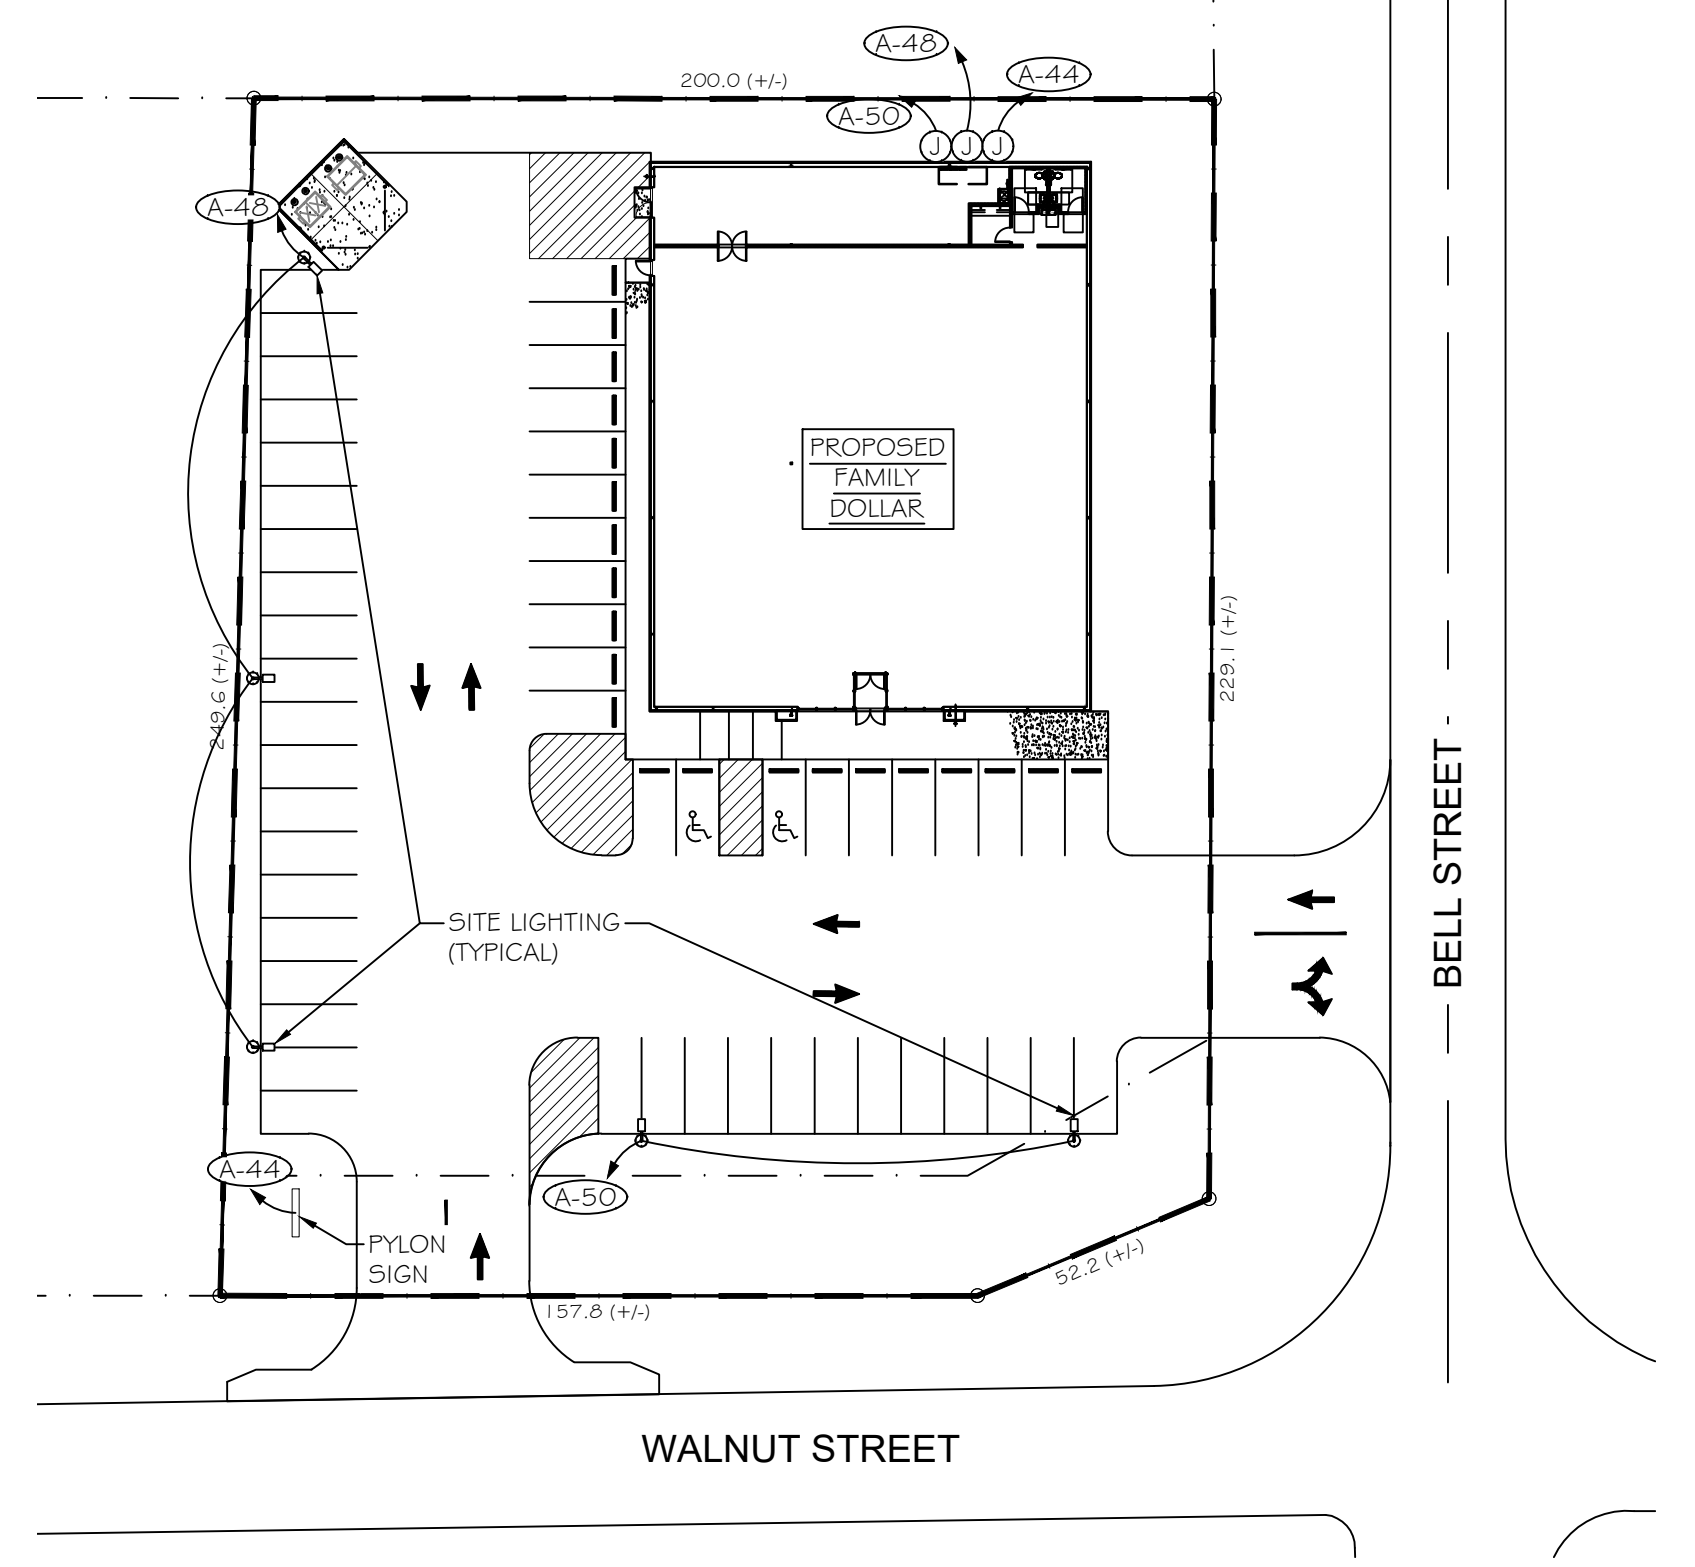 A-48
A-44
200.0 (+/-)
A-50
J
J
J
A-48
PROPOSED
FAMILY
DOLLAR
229.1 (+/-)
249.6 (+/-)
BELL STREET
SITE LIGHTING
(TYPICAL)
A-44
A-50
PYLON
SIGN
52.2 (+/-)
157.8 (+/-)
WALNUT STREET